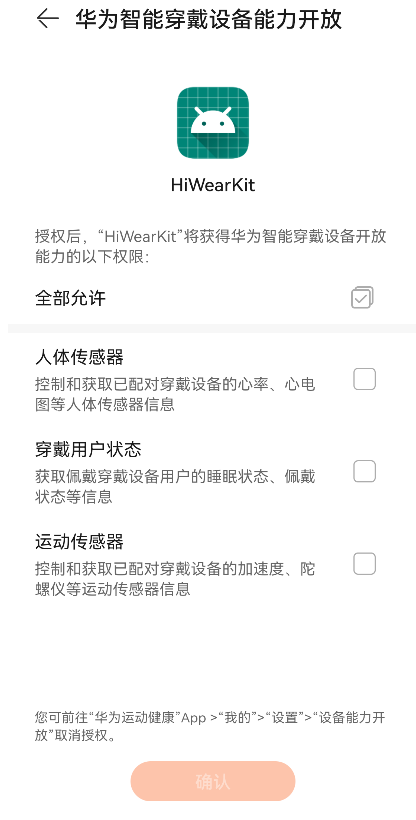 华为智能穿戴设备能力开放
HiWearKit
授权后，“HiWearKit”将获得华为智能穿戴设备开放
能力的以下权限：
全部允许
人体传感器
控制和获取已配对穿戴设备的心率、心电
图等人体传感器信息
穿戴用户状态
获取佩戴穿戴设备用户的睡眠状态、佩戴
状态等信息
运动传感器
控制和获取已配对穿戴设备的加速度、陀
螺仪等运动传感器信息
您可前往“华为运动健康”App >“我的”>“设置”>“设备能力开
放”取消授权。
确认